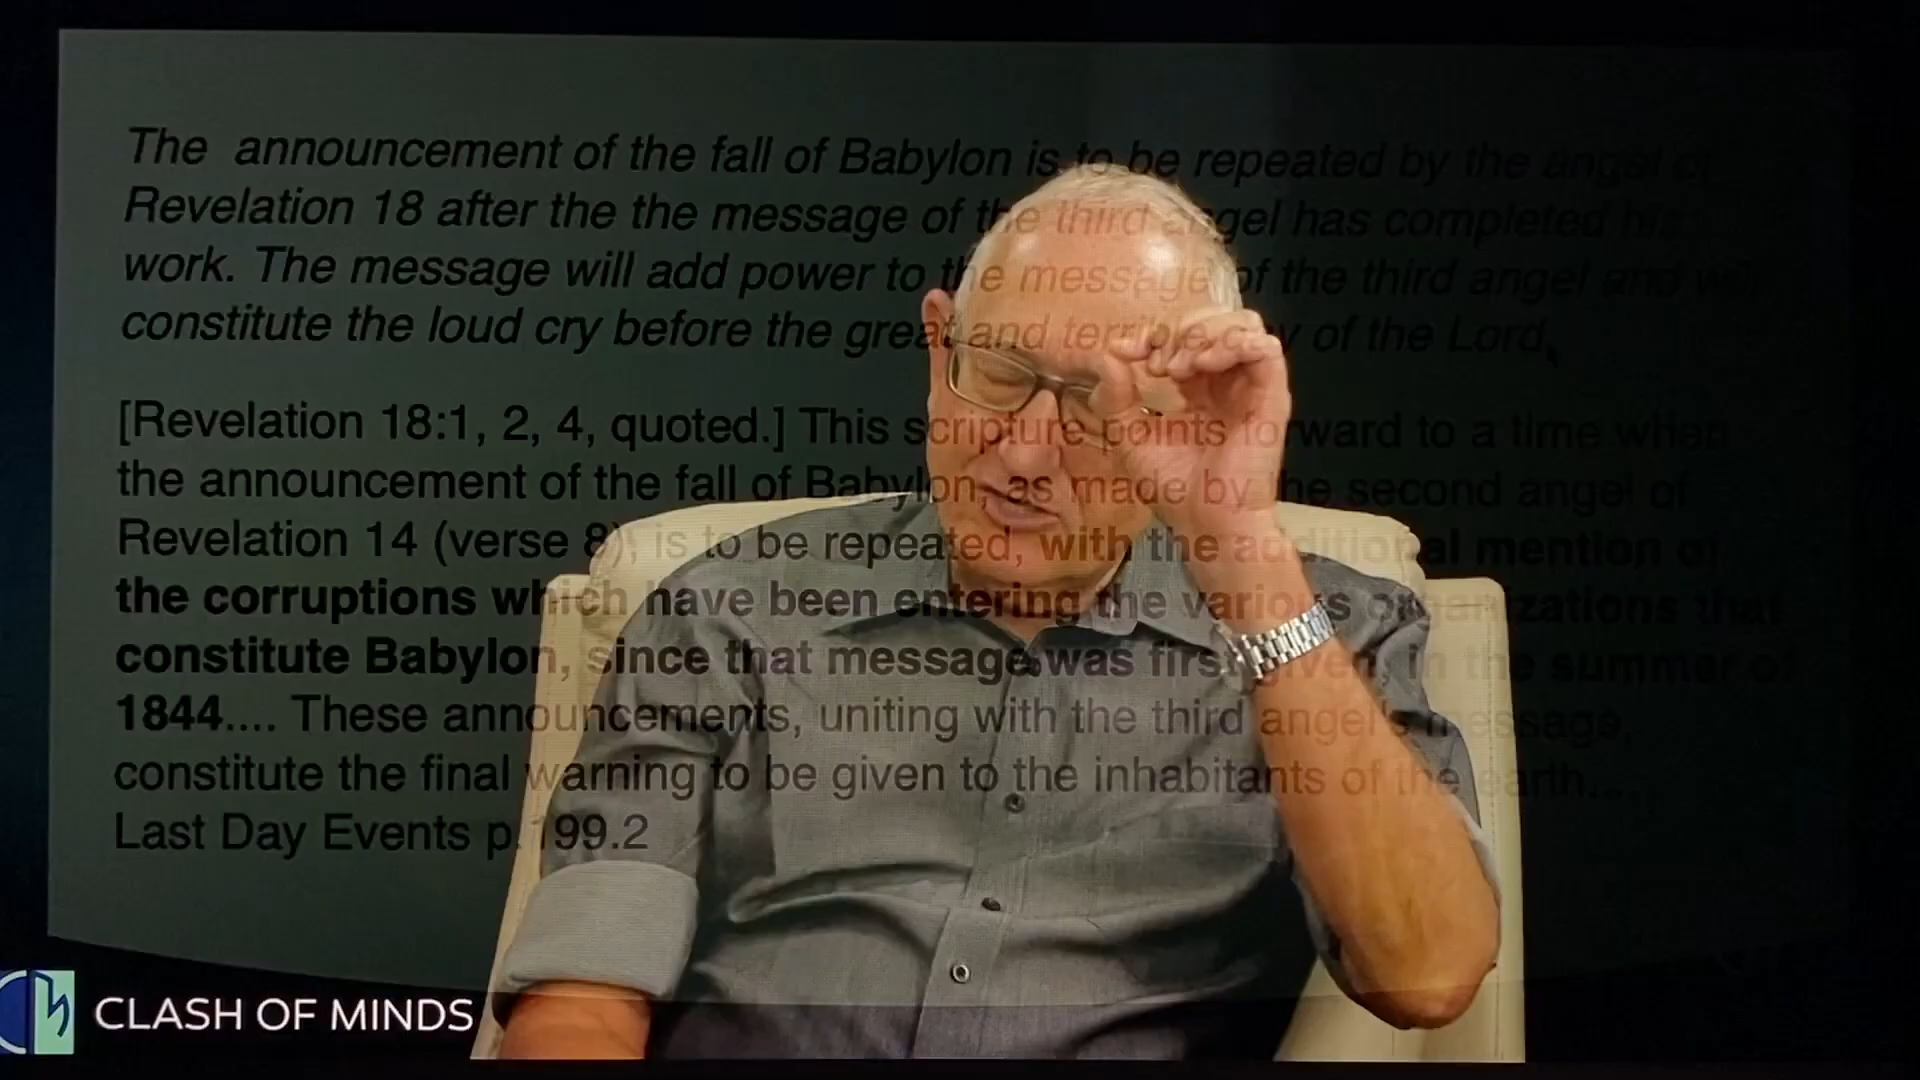 The announcement of the fall of Babylon is to be repeated by the angel of
Revelation 18 after the the message of the third angel has completed his
work. The message will add power to the message of the third angel and will
constitute the loud cry before the great and terrible day of the Lord.
[Revelation 18:1, 2, 4, quoted.] This scripture points forward to a time when
the announcement of the fall of Babylon, as made by the second angel of
Revelation 14 (verse 8), is to be repeated, with the additional mention of
the corruptions which have been entering the various organizations that
constitute Babylon, since that message was first given, in the summer of
1844.... These announcements, uniting with the third angel's message,
constitute the final warning to be given to the inhabitants of the earth....
Last Day Events p. 199.2
CLASH OF MINDS